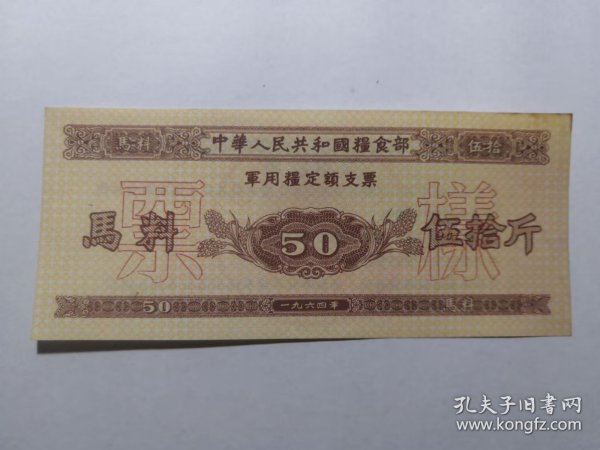 馬料 中華人民共和國糧食部 伍拾
軍用糧定額支票
票 樣
馬料 50 伍拾斤
50 一九六四年 馬料
孔夫子旧書网
www.kongfz.com